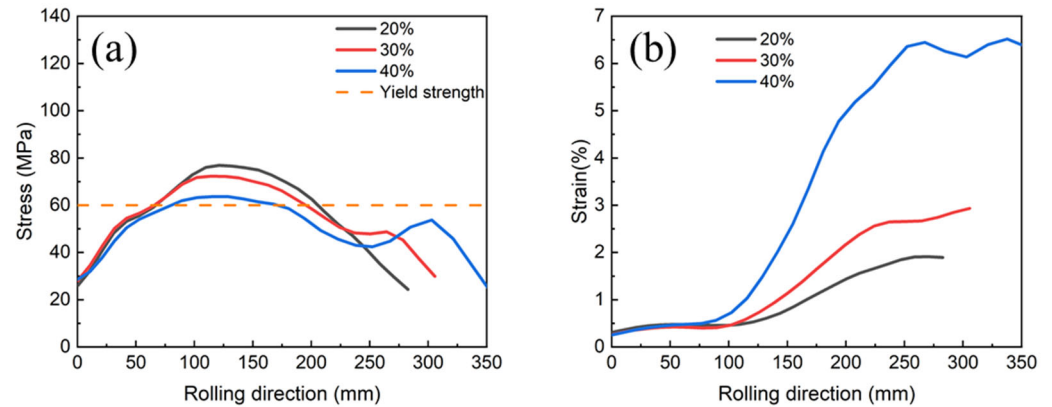 (a)
20%
30%
40%
Yield strength
Stress (MPa)
140
120
100
80
60
40
20
0
0 50 100 150 200 250 300 350
Rolling direction (mm)
(b)
20%
30%
40%
Strain(%)
7
6
5
4
3
2
1
0
0 50 100 150 200 250 300 350
Rolling direction (mm)